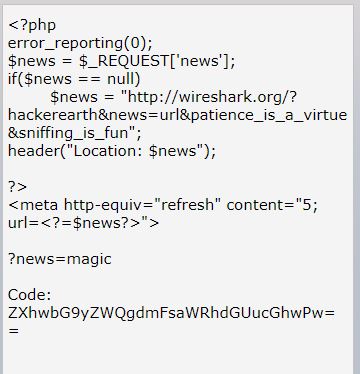 <?php
error_reporting(0);
$news = $_REQUEST['news'];
if($news == null)
$news = "http://wireshark.org/?
hackerearth&news=url&patience_is_a_virtue
&sniffing_is_fun";
header("Location: $news");
?>
<meta http-equiv="refresh" content="5;
url=<?=$news?>">
?news=magic
Code:
ZXhwbG9yZWQgdmFsaWRhdGUucGhwPw=
=